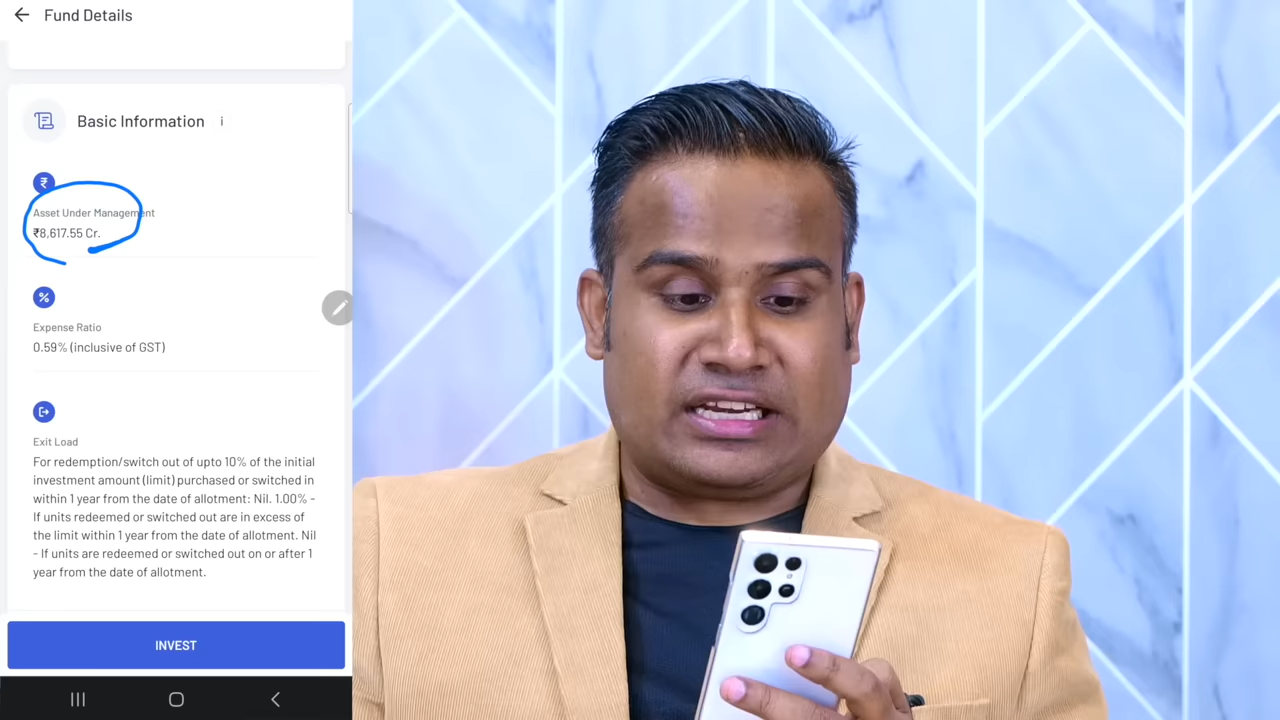 Fund Details
Basic Information i
₹
Asset Under Management
₹8,617.55 Cr.
%
Expense Ratio
0.59% (inclusive of GST)
Exit Load
For redemption/switch out of upto 10% of the initial
investment amount (limit) purchased or switched in
within 1 year from the date of allotment: Nil. 1.00% -
If units redeemed or switched out are in excess of
the limit within 1 year from the date of allotment. Nil
- If units are redeemed or switched out on or after 1
year from the date of allotment.
INVEST